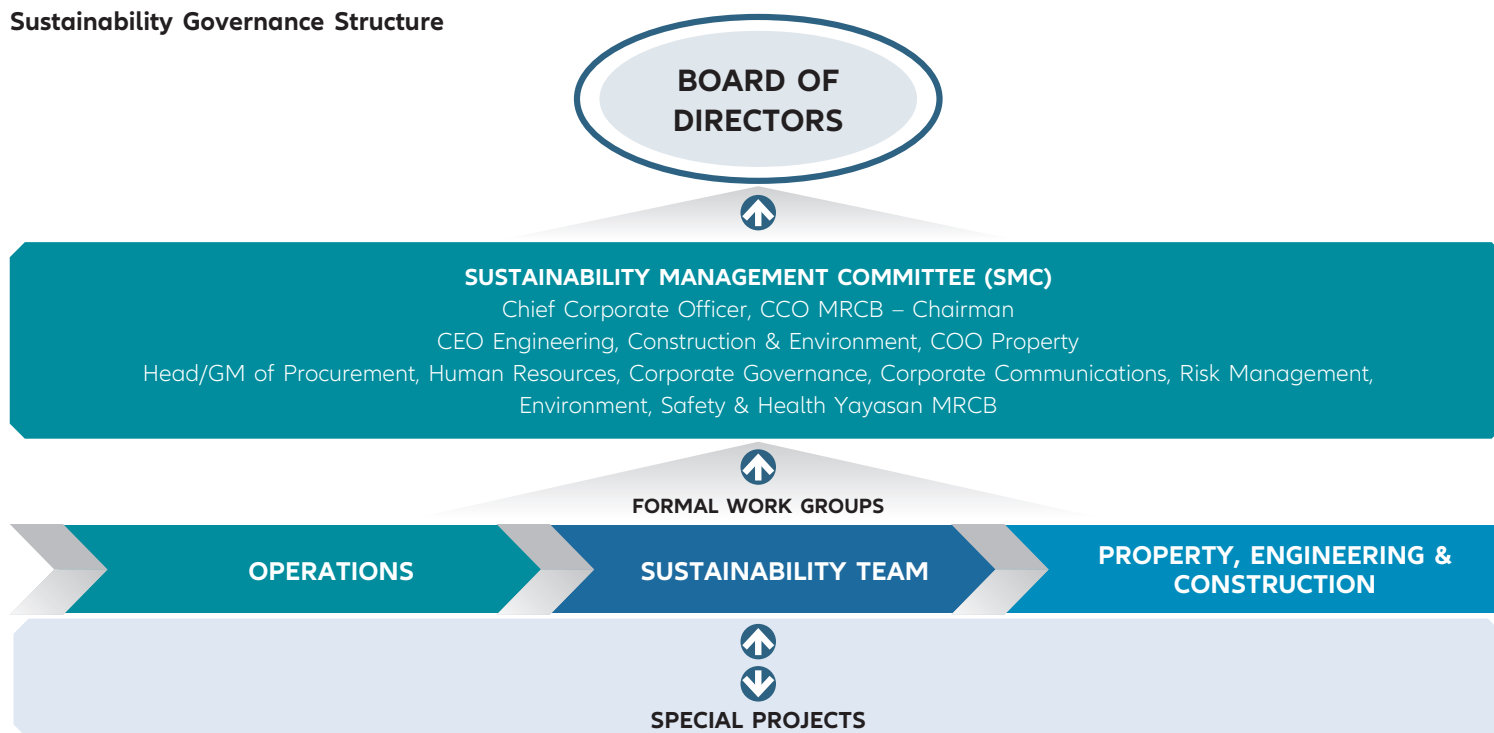 Sustainability Governance Structure
BOARD OF
DIRECTORS
SUSTAINABILITY MANAGEMENT COMMITTEE (SMC)
Chief Corporate Officer, CCO MRCB – Chairman
CEO Engineering, Construction & Environment, COO Property
Head/GM of Procurement, Human Resources, Corporate Governance, Corporate Communications, Risk Management,
Environment, Safety & Health Yayasan MRCB
FORMAL WORK GROUPS
OPERATIONS
SUSTAINABILITY TEAM
PROPERTY, ENGINEERING &
CONSTRUCTION
SPECIAL PROJECTS